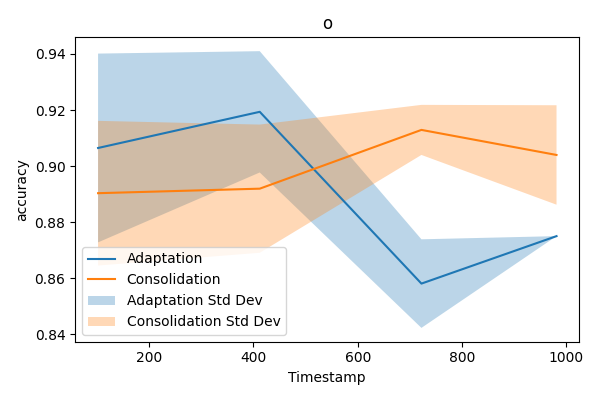 o
0.94
0.92
0.90
0.88
0.86
0.84
accuracy
Adaptation
Consolidation
Adaptation Std Dev
Consolidation Std Dev
200 400 600 800 1000
Timestamp